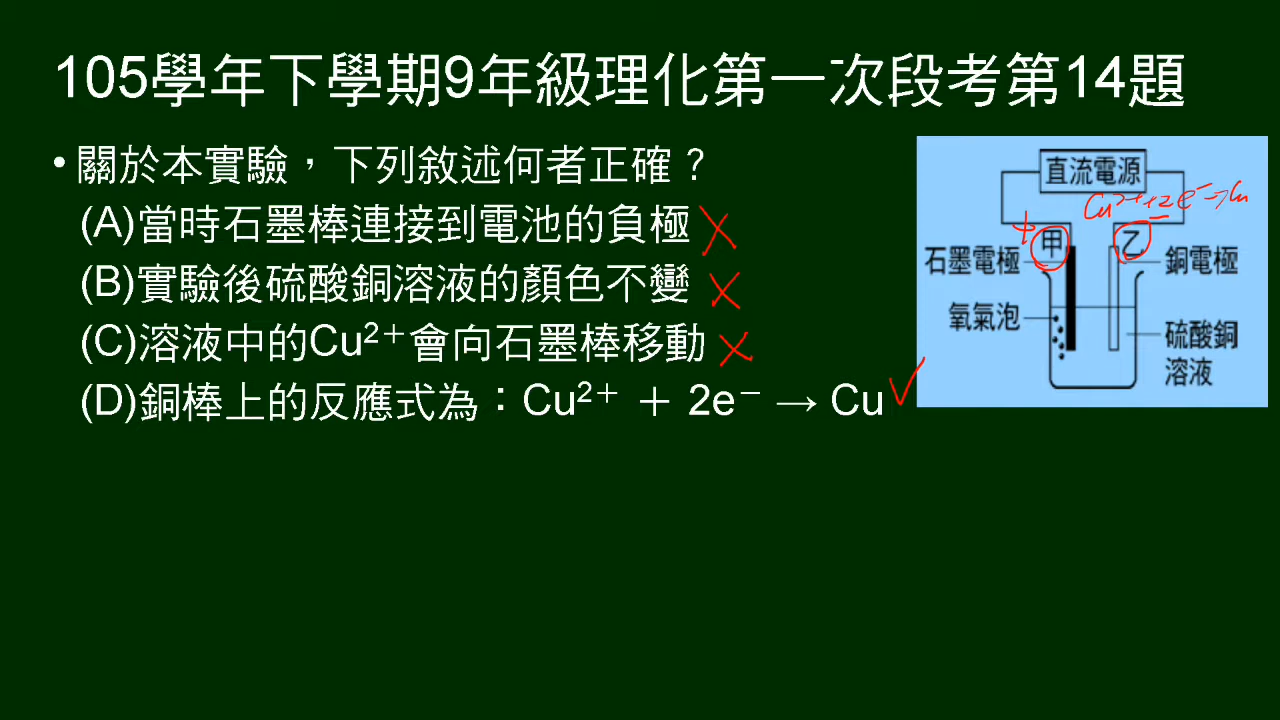 105學年下學期9年級理化第一次段考第14題
•關於本實驗，下列敘述何者正確？
(A)當時石墨棒連接到電池的負極 ×
(B)實驗後硫酸銅溶液的顏色不變 ×
(C)溶液中的Cu²⁺會向石墨棒移動 ×
(D)銅棒上的反應式為：Cu²⁺ ＋ 2e⁻ → Cu ✓
直流電源
Cu²⁺+2e⁻→Cu
+ 甲 乙 −
石墨電極
銅電極
氧氣泡
硫酸銅
溶液